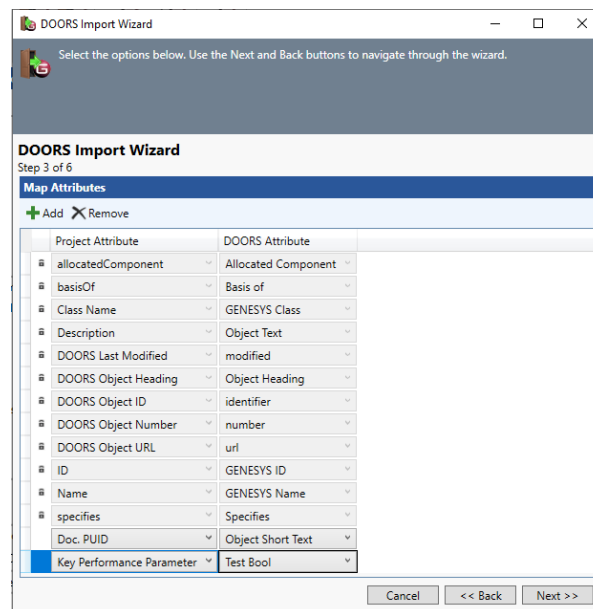 DOORS Import Wizard
Select the options below. Use the Next and Back buttons to navigate through the wizard.
DOORS Import Wizard
Step 3 of 6
Map Attributes
Add Remove
Project Attribute DOORS Attribute
allocatedComponent Allocated Component
basisOf Basis of
Class Name GENESYS Class
Description Object Text
DOORS Last Modified modified
DOORS Object Heading Object Heading
DOORS Object ID identifier
DOORS Object Number number
DOORS Object URL url
ID GENESYS ID
Name GENESYS Name
specifies Specifies
Doc. PUID Object Short Text
Key Performance Parameter Test Bool
Cancel << Back Next >>